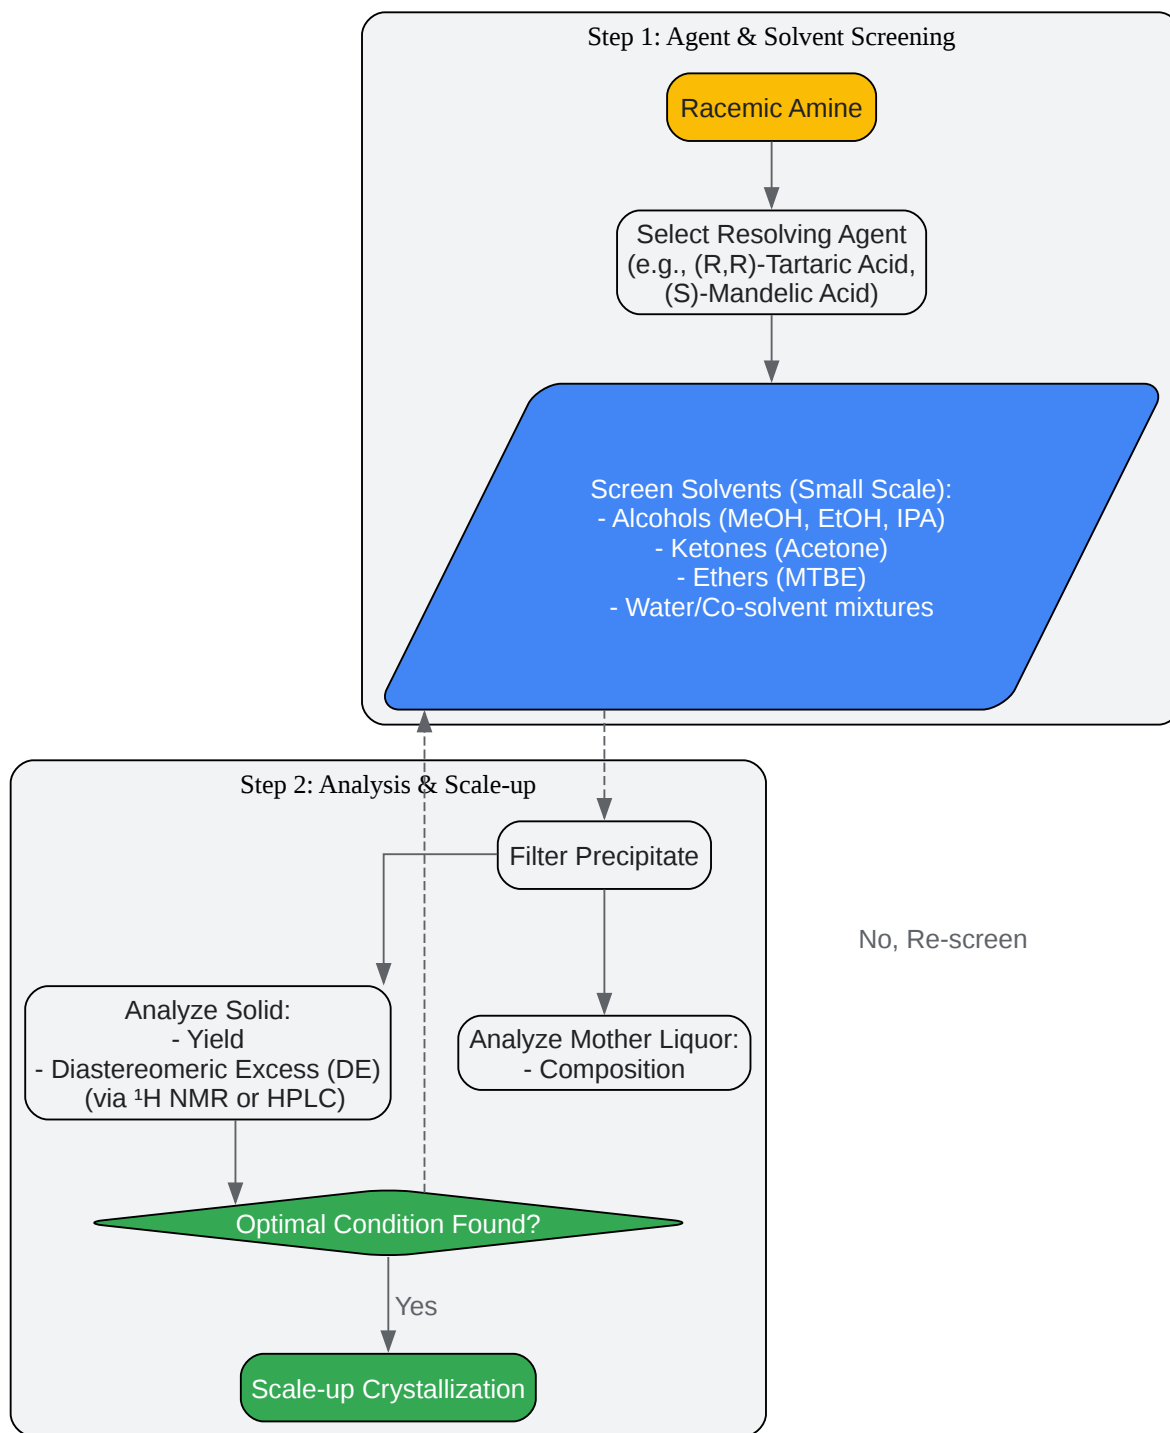 Step 1: Agent & Solvent Screening
Racemic Amine
Select Resolving Agent
(e.g., (R,R)-Tartaric Acid,
(S)-Mandelic Acid)
Screen Solvents (Small Scale):
- Alcohols (MeOH, EtOH, IPA)
- Ketones (Acetone)
- Ethers (MTBE)
- Water/Co-solvent mixtures
Step 2: Analysis & Scale-up
Filter Precipitate
No, Re-screen
Analyze Solid:
- Yield
- Diastereomeric Excess (DE)
(via ¹H NMR or HPLC)
Analyze Mother Liquor:
- Composition
Optimal Condition Found?
Yes
Scale-up Crystallization